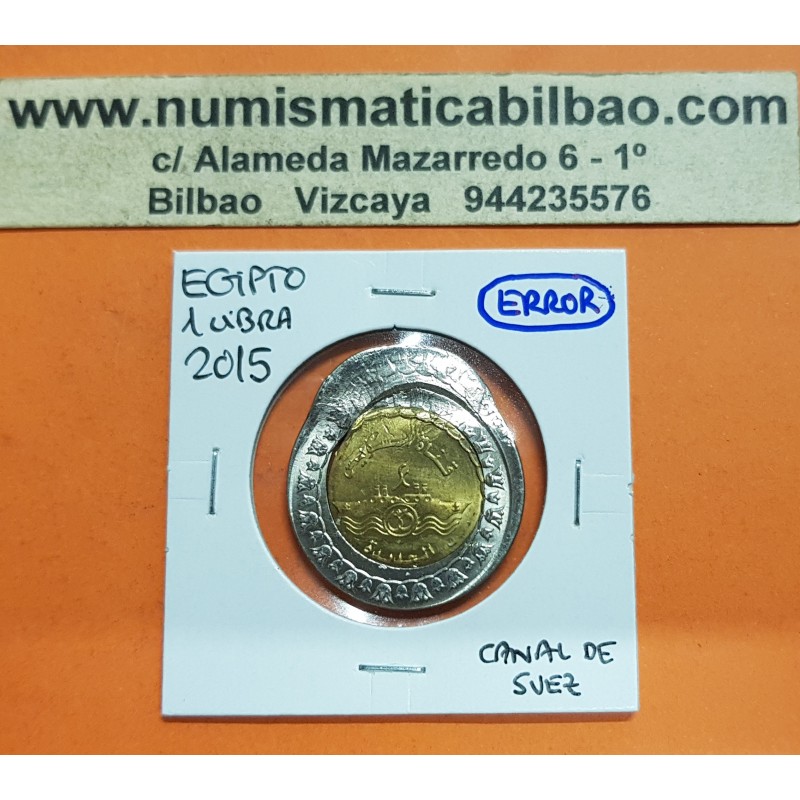 www.numismaticabilbao.com
c/ Alameda Mazarredo 6 - 1º
Bilbao Vizcaya 944235576
EGIPTO
1 LIBRA
2015
ERROR
CANAL DE
SUEZ